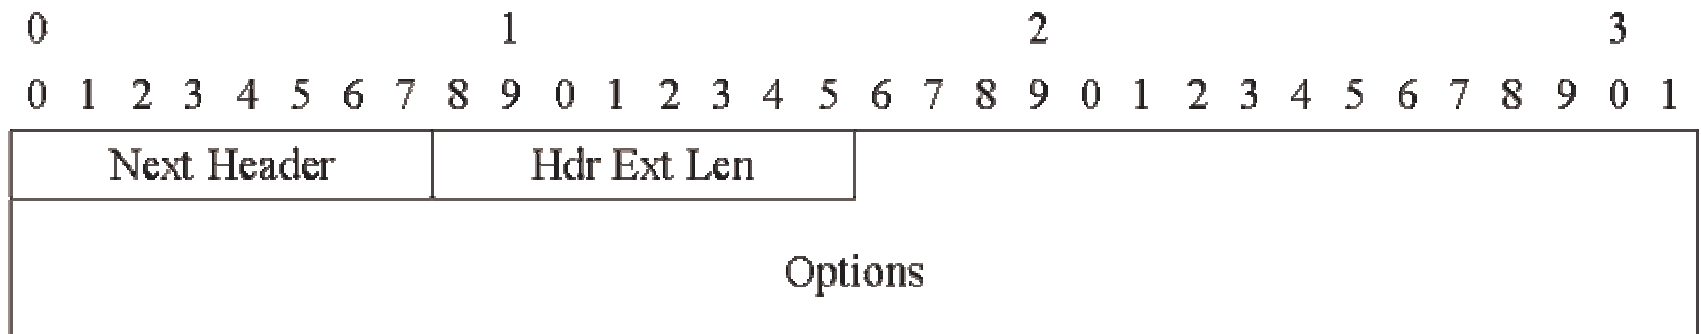 0 1 2 3
0 1 2 3 4 5 6 7 8 9 0 1 2 3 4 5 6 7 8 9 0 1 2 3 4 5 6 7 8 9 0 1
Next Header Hdr Ext Len
Options